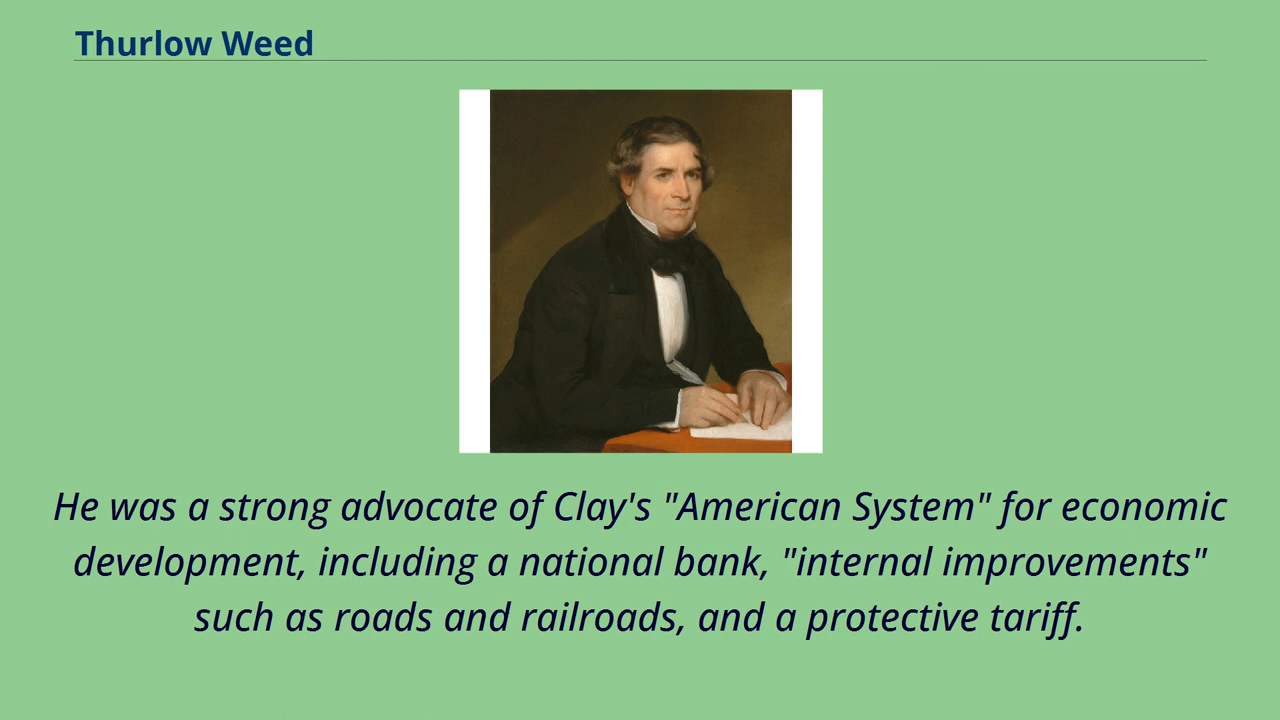 Thurlow Weed
He was a strong advocate of Clay's "American System" for economic
development, including a national bank, "internal improvements"
such as roads and railroads, and a protective tariff.